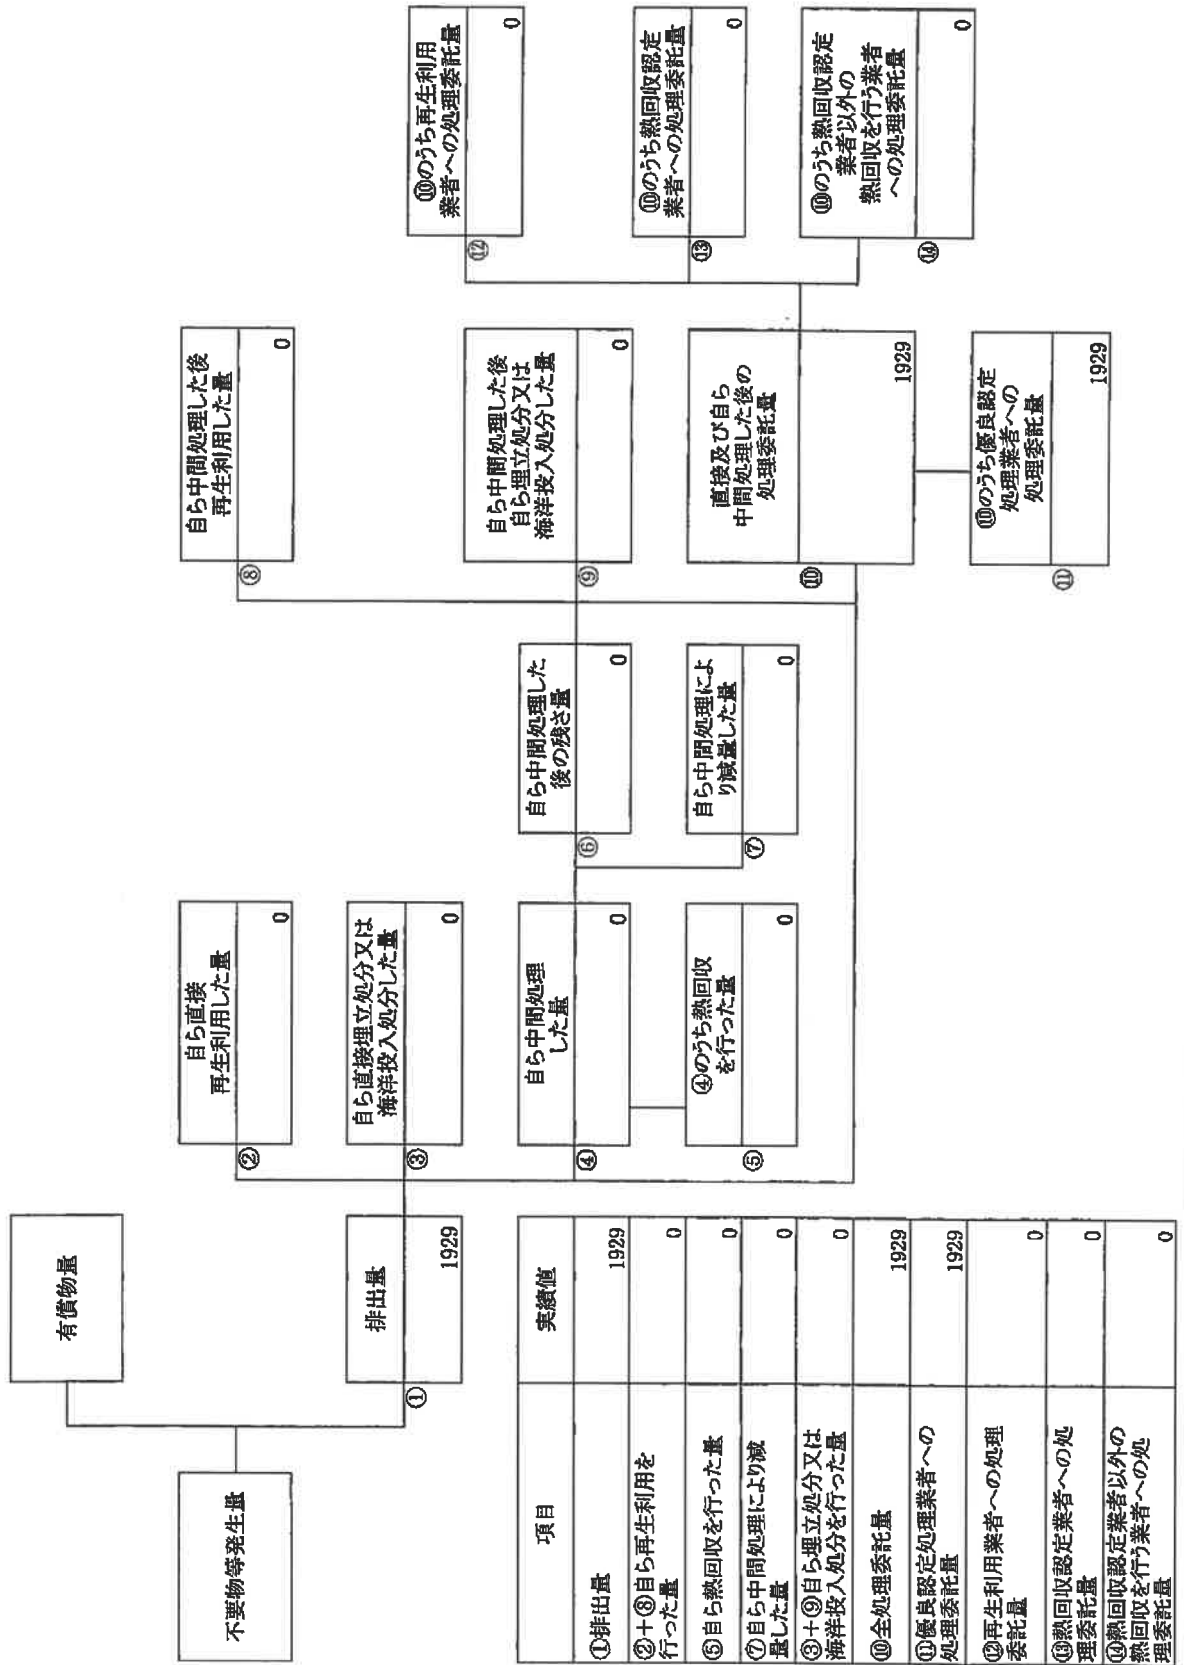 不要物等発生量
有償物量
①
排出量
1929
②
自ら直接
再生利用した量
0
③
自ら直接埋立処分又は
海洋投入処分した量
0
④
自ら中間処理
した量
0
⑤
④のうち熱回収
を行った量
0
⑥
自ら中間処理した
後の残さ量
0
⑦
自ら中間処理によ
り減量した量
0
⑧
自ら中間処理した後
再生利用した量
0
⑨
自ら中間処理した後
自ら埋立処分又は
海洋投入処分した量
0
⑩
直接及び自ら
中間処理した後の
処理委託量
1929
⑪
⑩のうち優良認定
処理業者への
処理委託量
1929
⑫
⑩のうち再生利用
業者への処理委託量
0
⑬
⑩のうち熱回収認定
業者への処理委託量
0
⑭
⑩のうち熱回収認定
業者以外の
熱回収を行う業者
への処理委託量
0
項目 実績値
①排出量 1929
②+⑧自ら再生利用を
行った量 0
⑤自ら熱回収を行った量 0
⑦自ら中間処理により減
量した量 0
③+⑨自ら埋立処分又は
海洋投入処分を行った量 0
⑩全処理委託量 1929
⑪優良認定処理業者への
処理委託量 1929
⑫再生利用業者への処理
委託量 0
⑬熱回収認定業者への処
理委託量 0
⑭熱回収認定業者以外の
熱回収を行う業者への処
理委託量 0